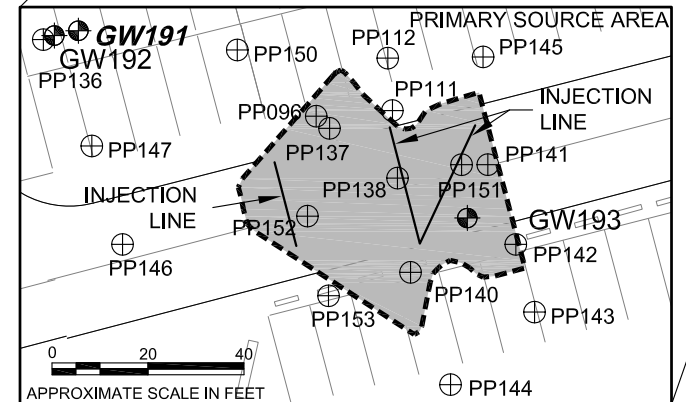 PRIMARY SOURCE AREA
GW191
GW192
PP136
PP150
PP112
PP145
PP111
INJECTION
LINE
PP096
PP137
PP147
PP141
PP138
PP151
INJECTION
LINE
PP152
GW193
PP146
PP142
PP140
PP153
PP143
0 20 40
APPROXIMATE SCALE IN FEET
PP144